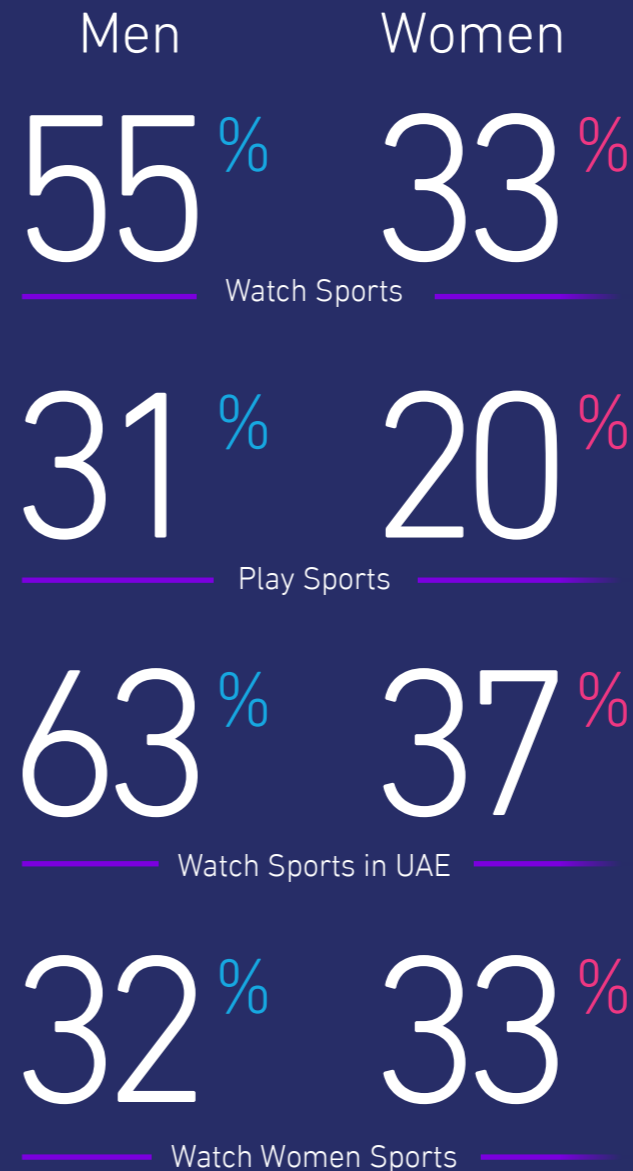 Men Women
55% 33%
Watch Sports
31% 20%
Play Sports
63% 37%
Watch Sports in UAE
32% 33%
Watch Women Sports